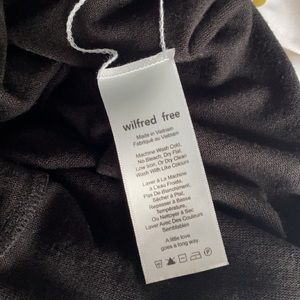 wilfred free
Made in Vietnam
Fabriqué au Vietnam
Machine Wash Cold,
No Bleach, Dry Flat,
Low Iron, Or Dry Clean
Wash With Like Colours
Laver À La Machine
À L'eau Froide,
Pas De Blanchiment,
Sécher à Plat,
Repasser à Basse
Température,
Ou Nettoyer à Sec
Laver Avec Des Couleurs
Semblables
A little love
goes a long way.